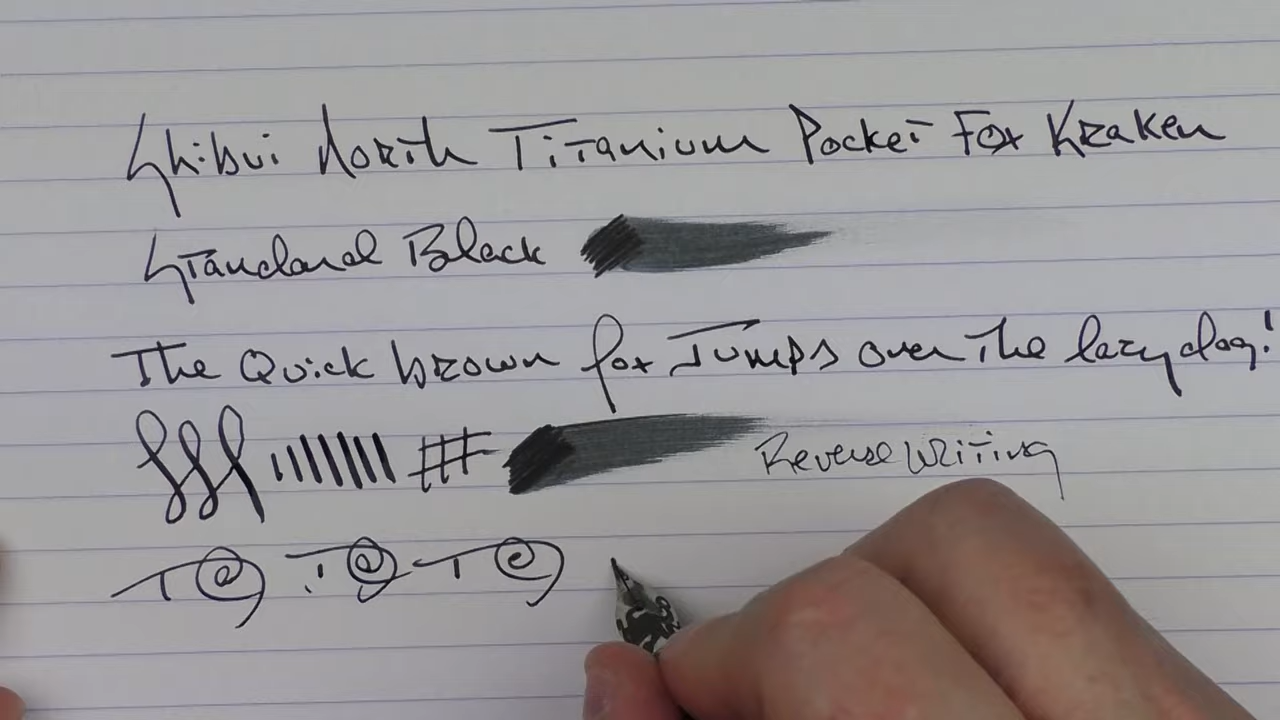 Shibui North Titanium Pocket Fox Kraken
Standard Black
The Quick brown fox Jumps over The lazy dog!
Reverse Writing